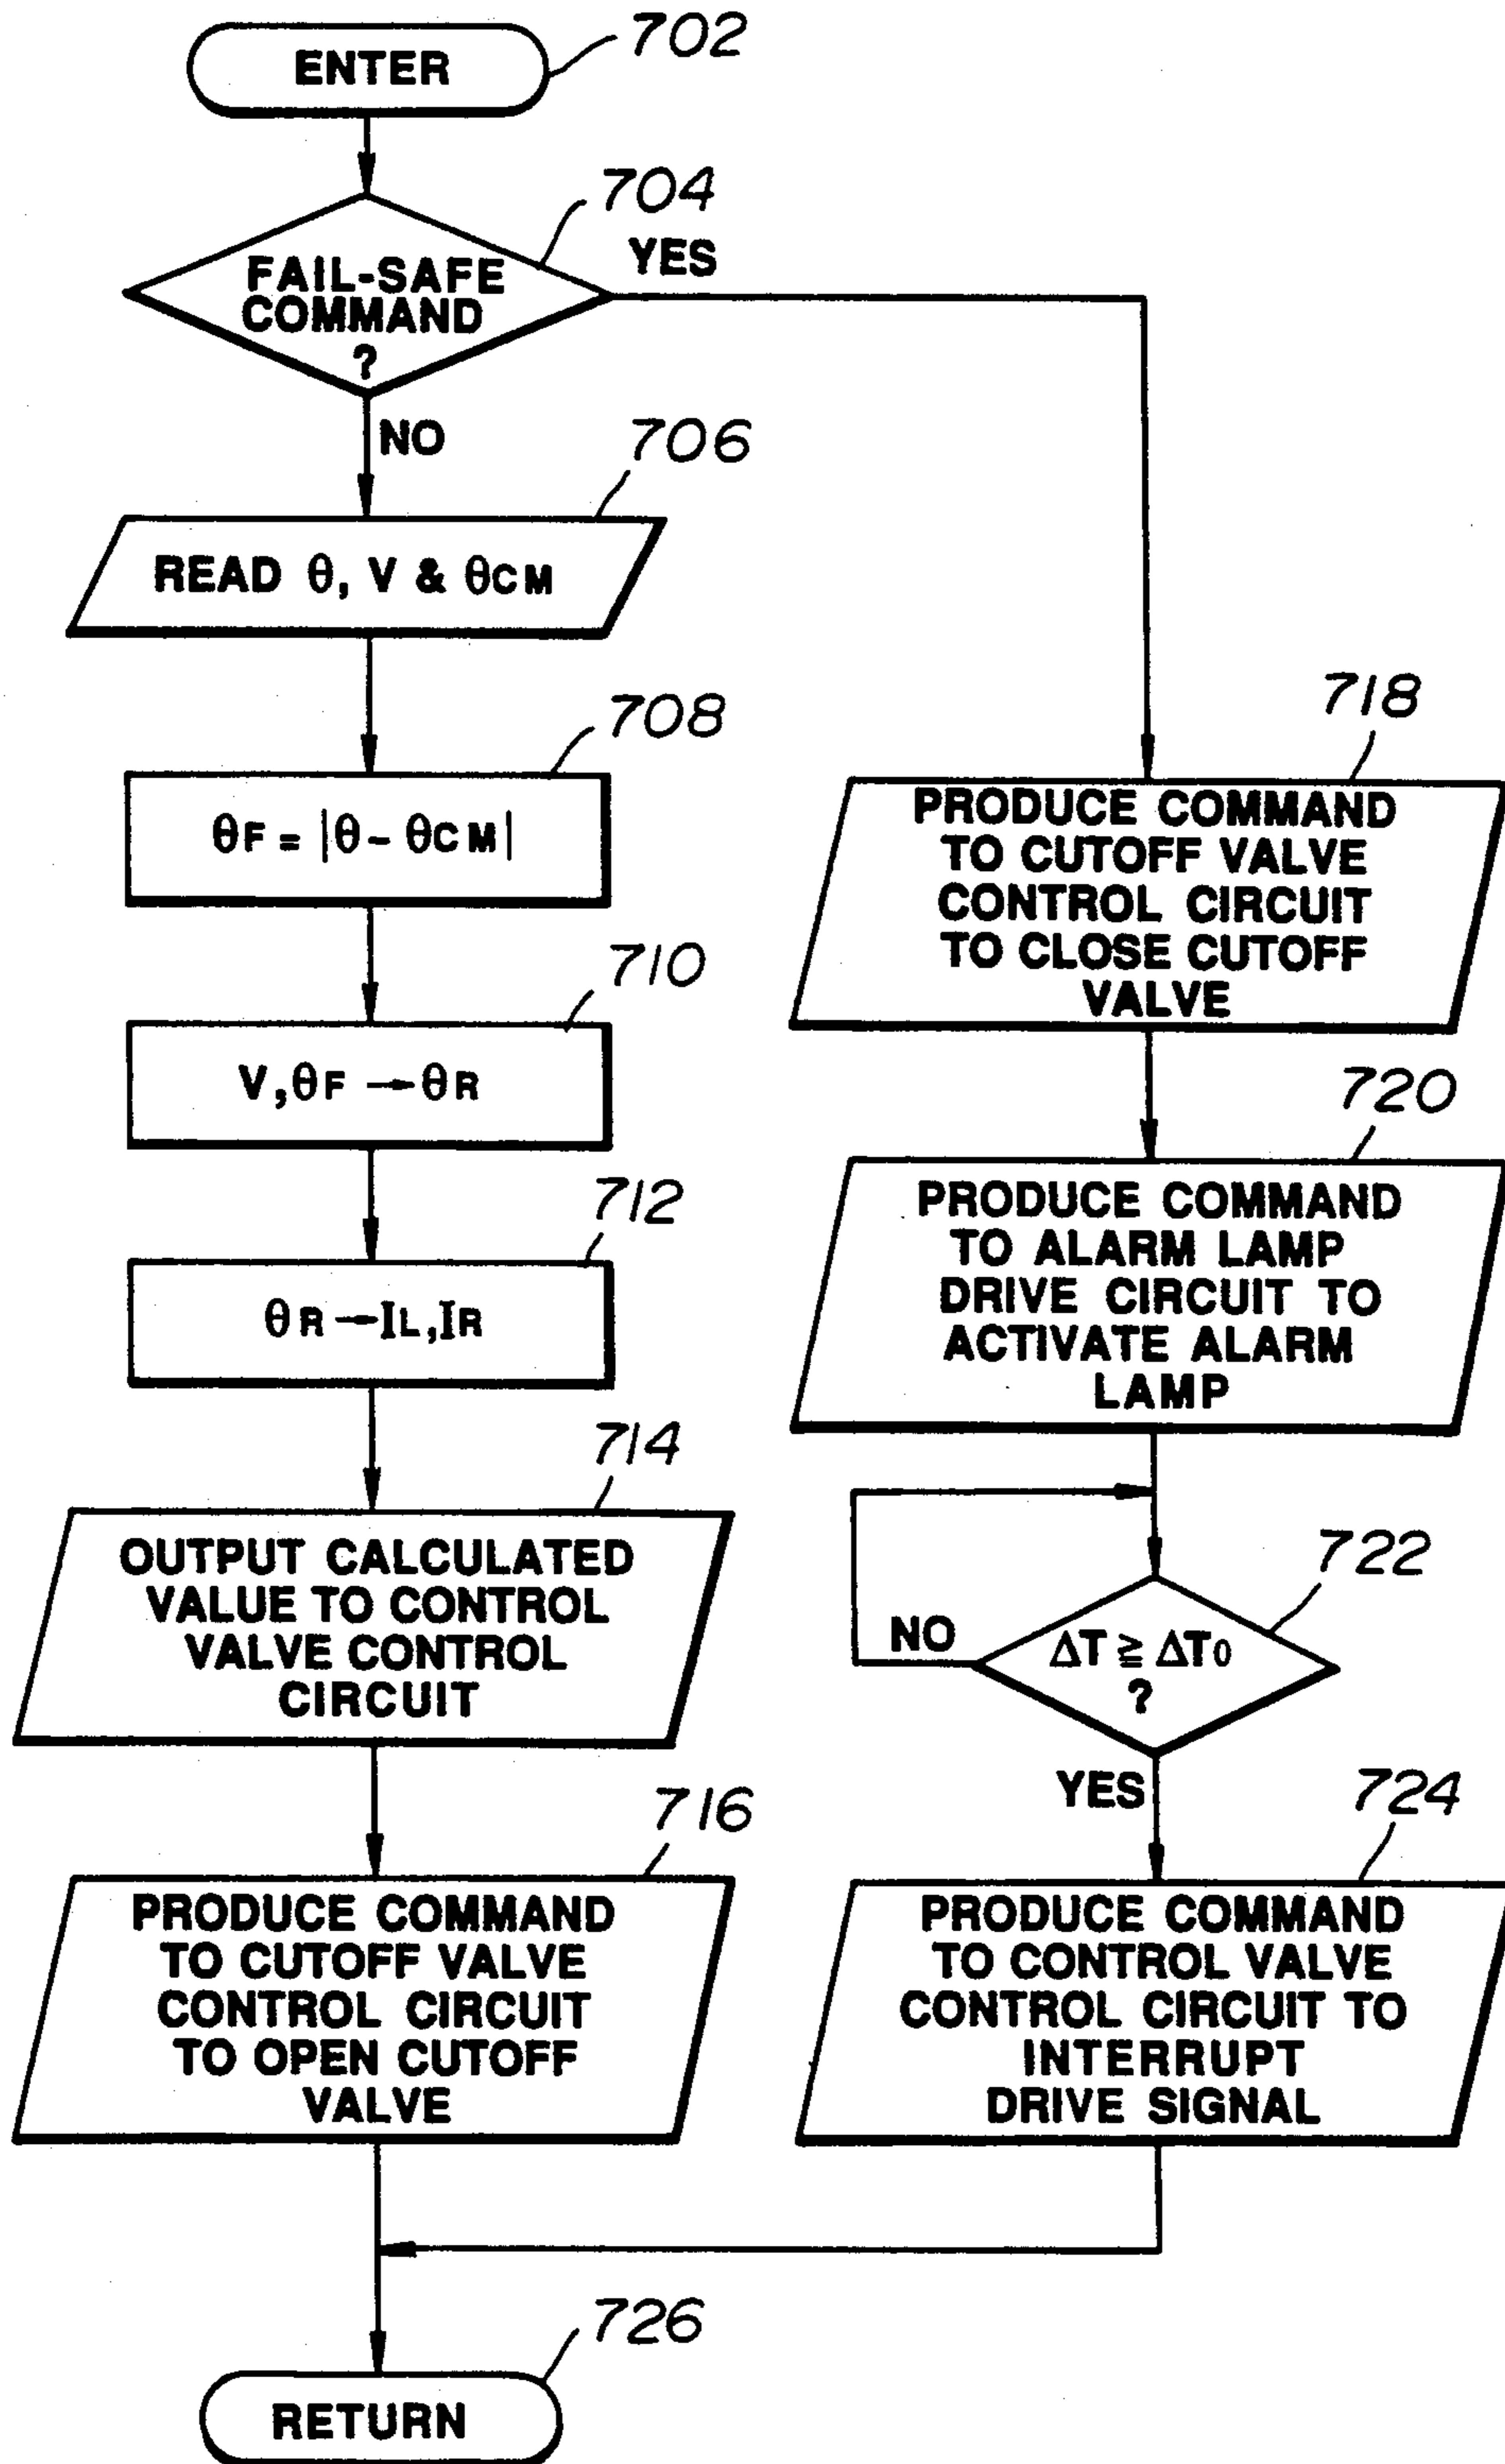 702
ENTER
704
FAIL-SAFE
COMMAND
?
YES
NO
706
READ θ, V & θCM
708
θF = |θ - θCM|
710
V, θF → θR
712
θR → IL, IR
714
OUTPUT CALCULATED
VALUE TO CONTROL
VALVE CONTROL
CIRCUIT
716
PRODUCE COMMAND
TO CUTOFF VALVE
CONTROL CIRCUIT
TO OPEN CUTOFF
VALVE
718
PRODUCE COMMAND
TO CUTOFF VALVE
CONTROL CIRCUIT
TO CLOSE CUTOFF
VALVE
720
PRODUCE COMMAND
TO ALARM LAMP
DRIVE CIRCUIT TO
ACTIVATE ALARM
LAMP
722
ΔT ≧ ΔT0
?
NO
YES
724
PRODUCE COMMAND
TO CONTROL VALVE
CONTROL CIRCUIT TO
INTERRUPT
DRIVE SIGNAL
726
RETURN